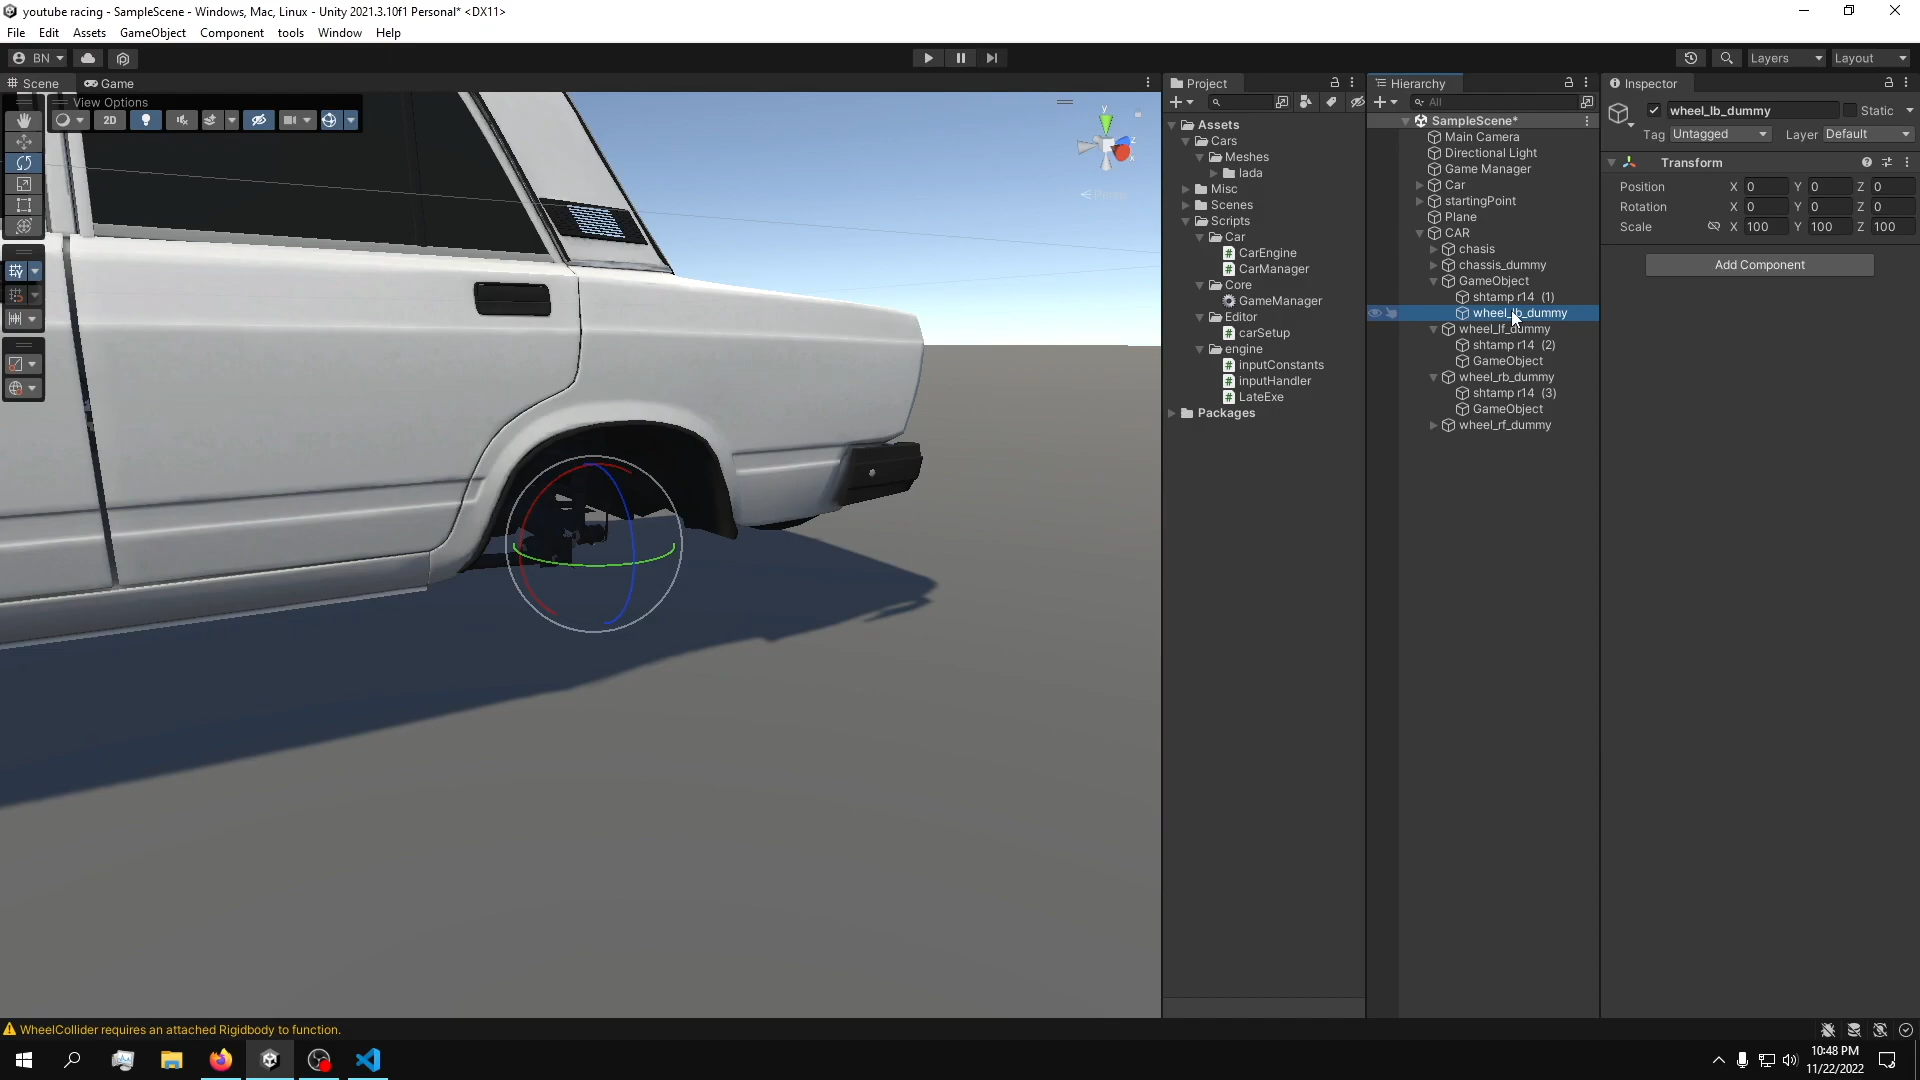 youtube racing - SampleScene - Windows, Mac, Linux - Unity 2021.3.10f1 Personal* <DX11>
File Edit Assets GameObject Component tools Window Help
BN Layers Layout
Scene Game
View Options
2D
y
z
x
Project
Assets
Cars
Meshes
lada
Misc
Scenes
Scripts
Car
CarEngine
CarManager
Core
GameManager
Editor
carSetup
engine
inputConstants
inputHandler
LateExe
Packages
Hierarchy
All
SampleScene*
Main Camera
Directional Light
Game Manager
Car
startingPoint
Plane
CAR
chasis
chassis_dummy
GameObject
shtamp r14 (1)
wheel_lb_dummy
wheel_lf_dummy
shtamp r14 (2)
GameObject
wheel_rb_dummy
shtamp r14 (3)
GameObject
wheel_rf_dummy
Inspector
wheel_lb_dummy Static
Tag Untagged Layer Default
Transform
Position X 0 Y 0 Z 0
Rotation X 0 Y 0 Z 0
Scale X 100 Y 100 Z 100
Add Component
WheelCollider requires an attached Rigidbody to function.
10:48 PM
11/22/2022